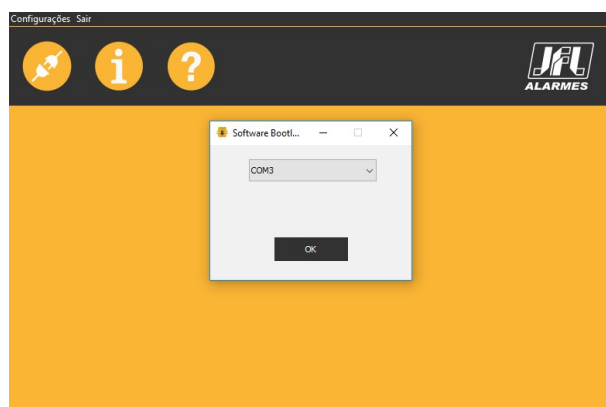 Configurações Sair
i ?
JFL
ALARMES
Software Bootl...
COM3
OK